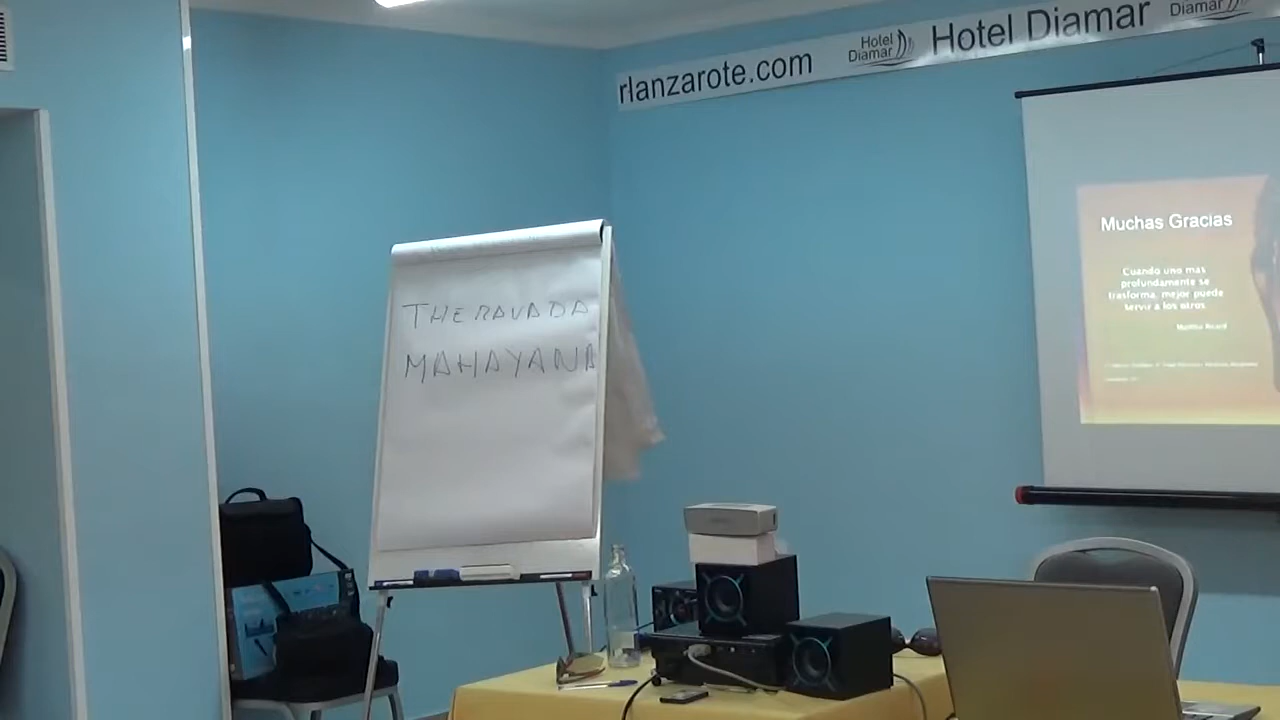 rlanzarote.com Hotel Diamar Hotel Diamar Hotel Diamar
THERAVADA
MAHAYANA
Muchas Gracias
Cuando uno mas
profundamente se
trasforma, mejor puede
servir a los otros